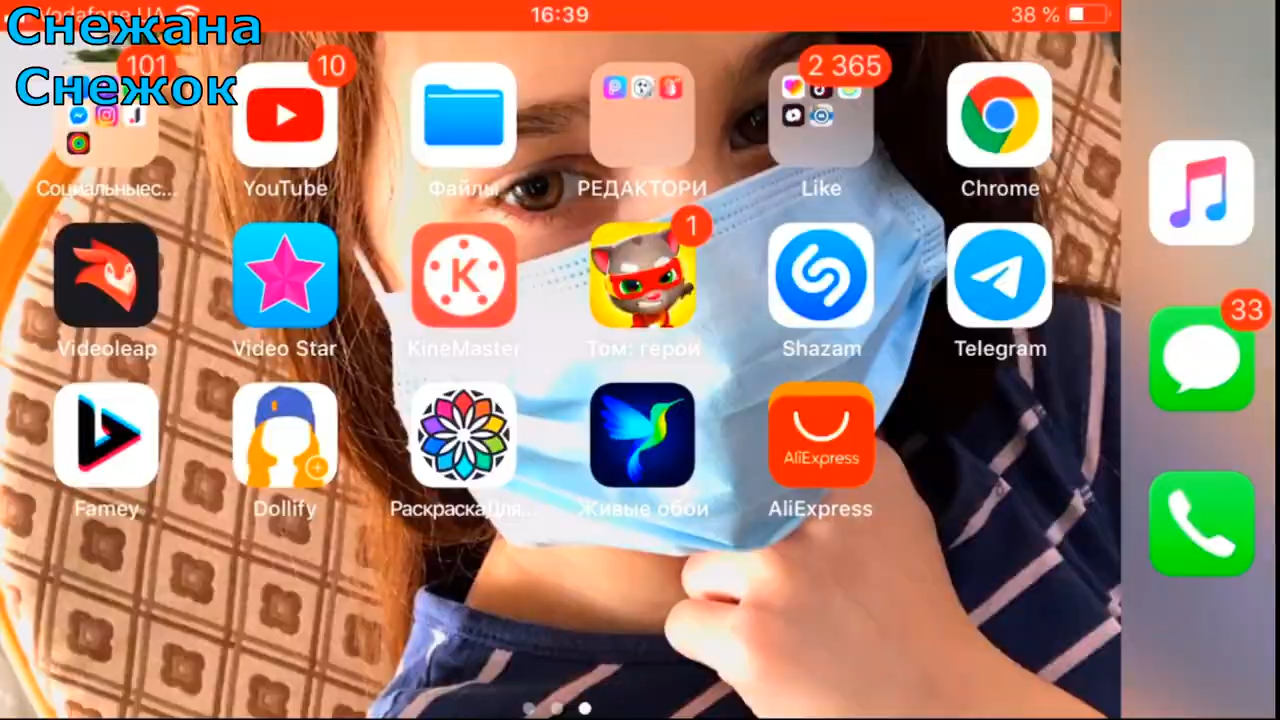 Vodafone UA 16:39 38 %
Снежана
Снежок
101 10 2 365
Социальныес... YouTube Файлы РЕДАКТОРИ Like Chrome
1 33
K
Videoleap Video Star KineMaster Том: герои Shazam Telegram
AliExpress
Famey Dollify РаскраскаДля... Живые обои AliExpress